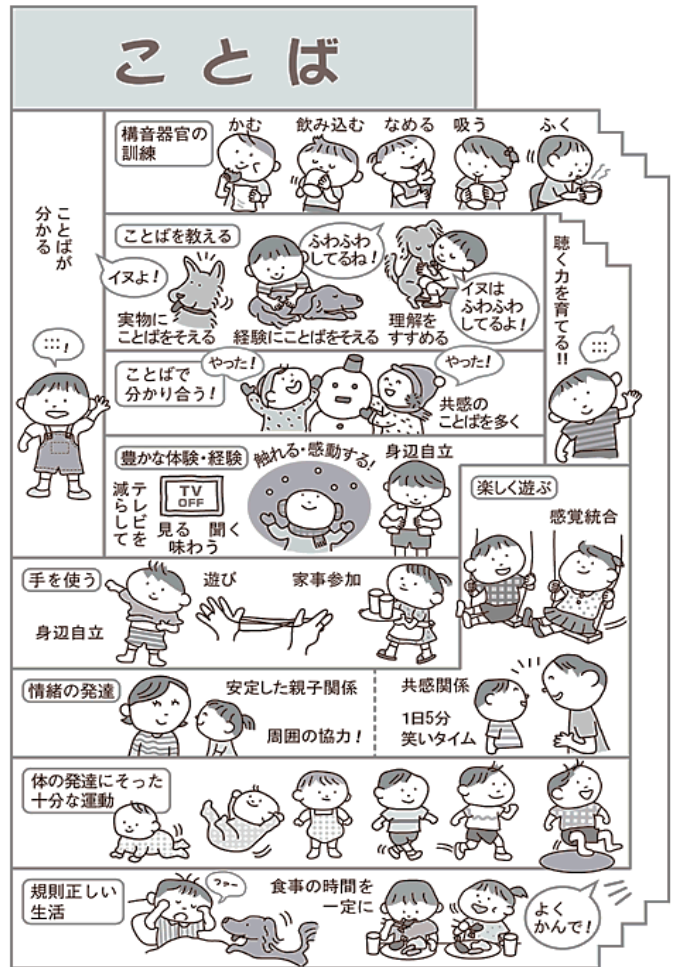 ことば
構音器官の
訓練
かむ
飲み込む
なめる
吸う
ふく
ことばが
分かる
ことばを教える
イヌよ！
実物に
ことばをそえる
ふわふわ
してるね！
経験にことばをそえる
理解を
すすめる
イヌは
ふわふわ
してるよ！
聴く力を育てる!!
ことばで
分かり合う！
やった！
やった！
共感の
ことばを多く
豊かな体験・経験
テレビを
減らして
TV
OFF
見る 聞く
味わう
触れる・感動する！
身辺自立
楽しく遊ぶ
感覚統合
手を使う
身辺自立
遊び
家事参加
情緒の発達
安定した親子関係
周囲の協力！
共感関係
1日5分
笑いタイム
体の発達にそった
十分な運動
規則正しい
生活
ファ〜
食事の時間を
一定に
よく
かんで！